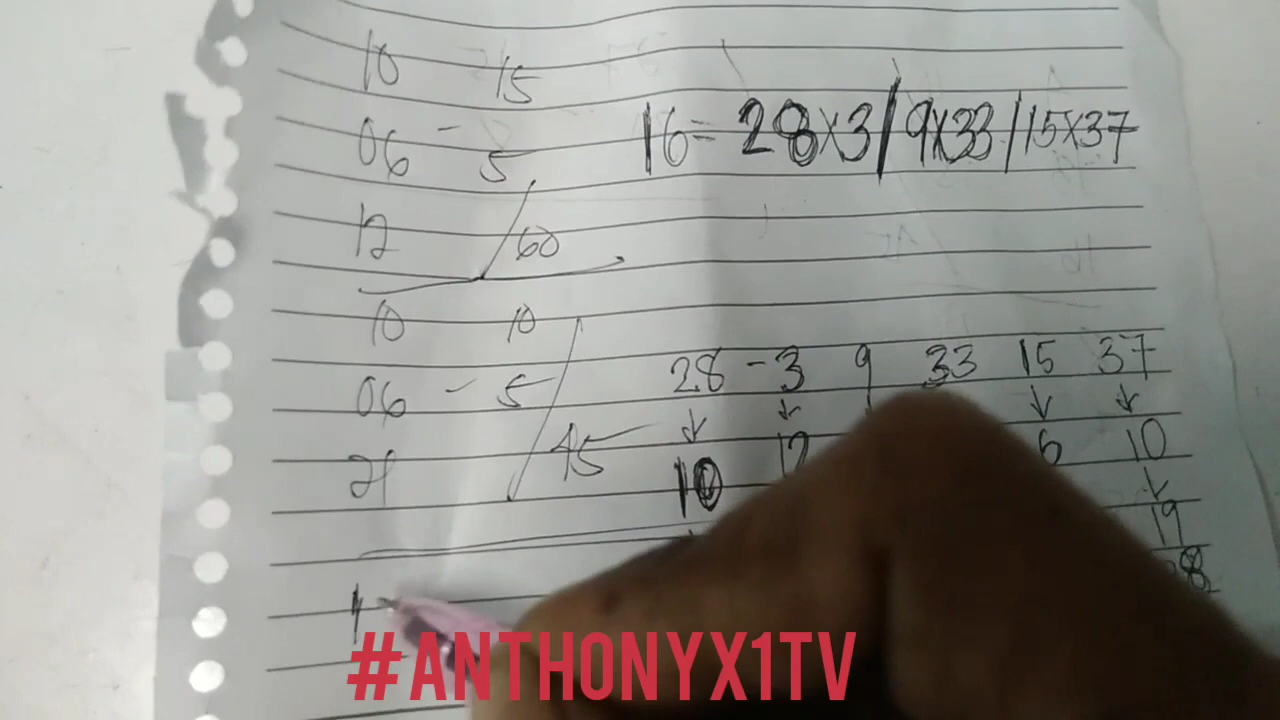 10 15
16 = 28x3/9x33/15x37
06 - 5
12 60
10 10
28 - 3 9 33 15 37
06 - 5
45
10 12 6 10
21
19
#ANTHONYX1TV